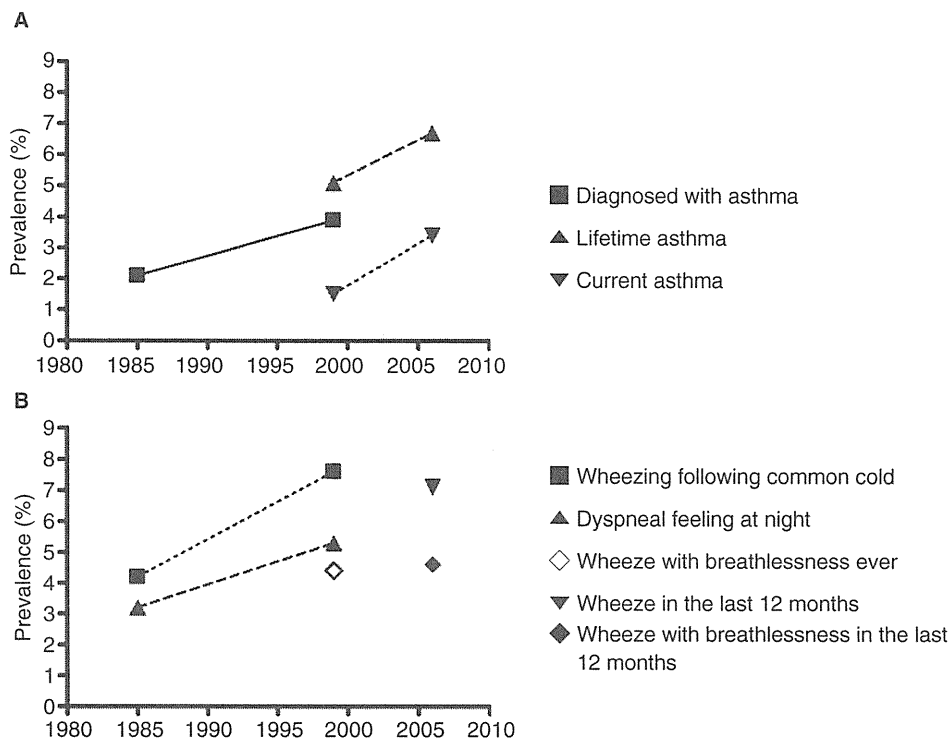 A
9
8
7
6
5
4
3
2
1
0
Prevalence (%)
1980 1985 1990 1995 2000 2005 2010
Diagnosed with asthma
Lifetime asthma
Current asthma
B
9
8
7
6
5
4
3
2
1
0
Prevalence (%)
1980 1985 1990 1995 2000 2005 2010
Wheezing following common cold
Dyspneal feeling at night
Wheeze with breathlessness ever
Wheeze in the last 12 months
Wheeze with breathlessness in the last
12 months